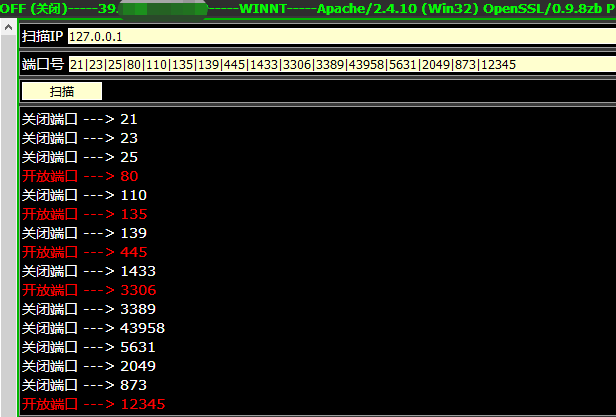 OFF (关闭)-----39.-----WINNT-----Apache/2.4.10 (Win32) OpenSSL/0.9.8zb P
扫描IP 127.0.0.1
端口号 21|23|25|80|110|135|139|445|1433|3306|3389|43958|5631|2049|873|12345
扫描
关闭端口 ---> 21
关闭端口 ---> 23
关闭端口 ---> 25
开放端口 ---> 80
关闭端口 ---> 110
开放端口 ---> 135
关闭端口 ---> 139
开放端口 ---> 445
关闭端口 ---> 1433
开放端口 ---> 3306
关闭端口 ---> 3389
关闭端口 ---> 43958
关闭端口 ---> 5631
关闭端口 ---> 2049
关闭端口 ---> 873
开放端口 ---> 12345